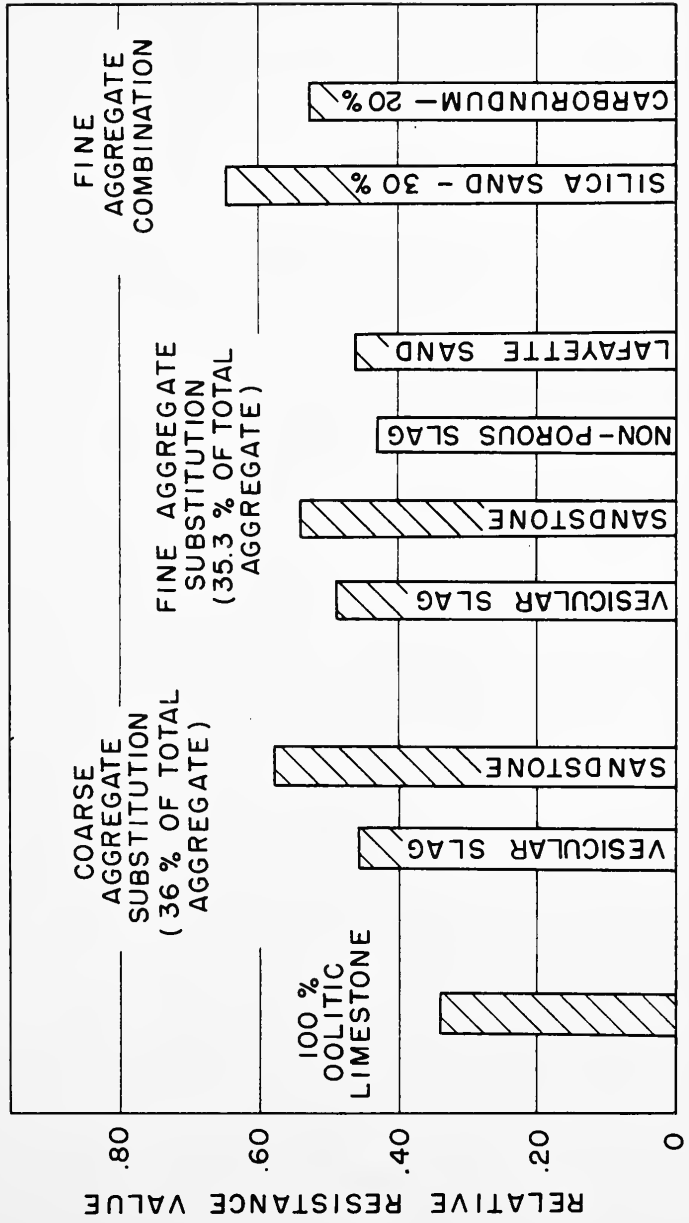 RELATIVE RESISTANCE VALUE
.80
.60
.40
.20
0
100 %
OOLITIC
LIMESTONE
COARSE
AGGREGATE
SUBSTITUTION
( 36 % OF TOTAL
AGGREGATE )
VESICULAR SLAG
SANDSTONE
FINE AGGREGATE
SUBSTITUTION
(35.3 % OF TOTAL
AGGREGATE )
VESICULAR SLAG
SANDSTONE
NON-POROUS SLAG
LAFAYETTE SAND
FINE
AGGREGATE
COMBINATION
SILICA SAND - 30 %
CARBORUNDUM - 20%